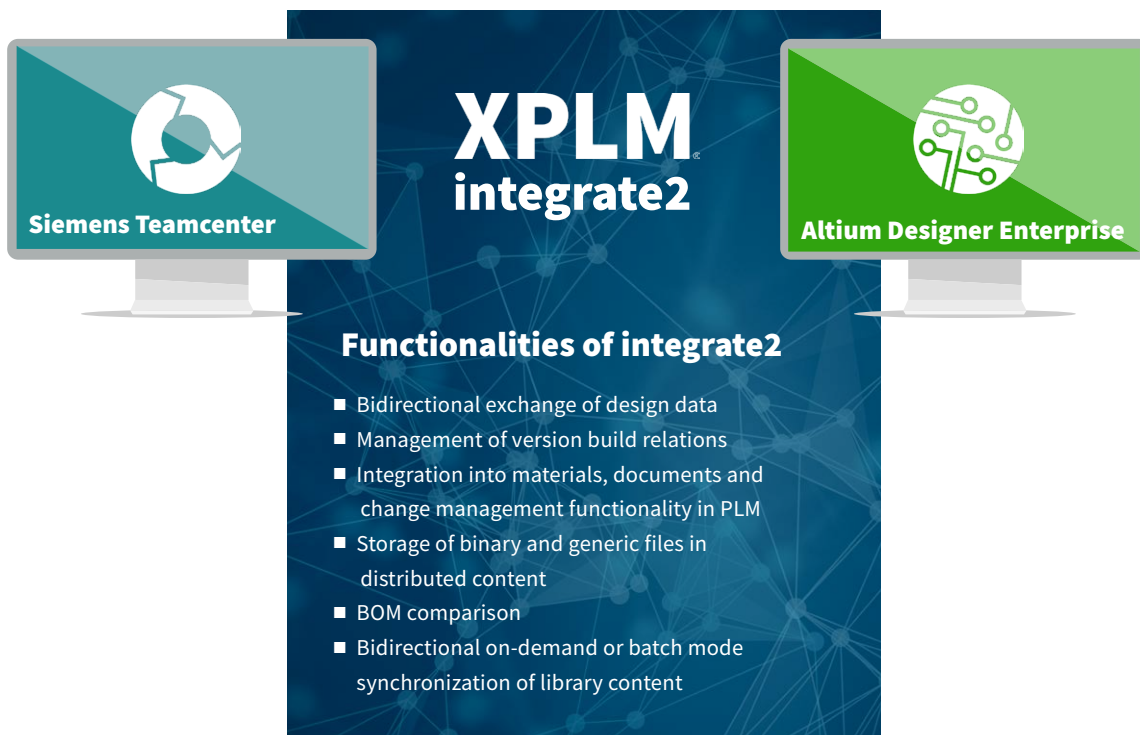 XPLM®
integrate2
Siemens Teamcenter
Altium Designer Enterprise
Functionalities of integrate2
■ Bidirectional exchange of design data
■ Management of version build relations
■ Integration into materials, documents and
change management functionality in PLM
■ Storage of binary and generic files in
distributed content
■ BOM comparison
■ Bidirectional on-demand or batch mode
synchronization of library content